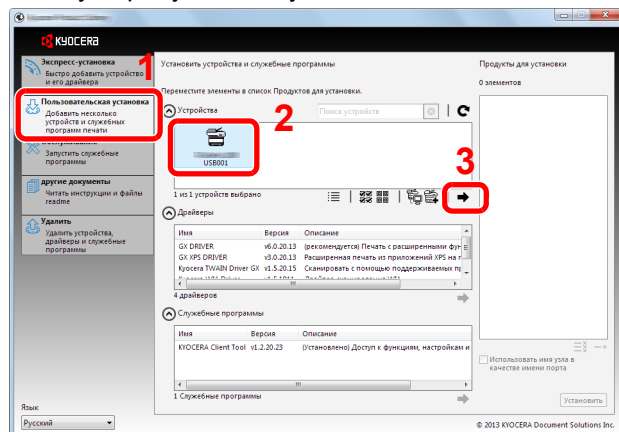 KYOCERA
Экспресс-установка
Быстро добавить устройство
и его драйвера
1
Пользовательская установка
Добавить несколько
устройств и служебных
программ печати
Запустить служебные
программы
другие документы
Читать инструкции и файлы
readme
Удалить
Удалить устройства,
драйверы и служебные
программы
Язык
Русский
Установить устройства и служебные программы
Переместите элементы в список Продуктов для установки.
Устройства
Поиск устройств
2
USB001
3
1 из 1 устройств выбрано
Драйверы
Имя Версия Описание
GX DRIVER v6.0.20.13 (рекомендуется) Печать с расширенными фун
GX XPS DRIVER v3.0.20.13 Расширенная печать из приложений XPS на п
Kyocera TWAIN Driver GX v1.5.2015 Сканировать с помощью поддерживаемых п
4 драйверов
Служебные программы
Имя Версия Описание
KYOCERA Client Tool v1.2.20.23 (Установлено) Доступ к функциям, настройкам и
1 Служебные программы
Продукты для установки
0 элементов
Использовать имя узла в
качестве имени порта
Установить
© 2013 KYOCERA Document Solutions Inc.